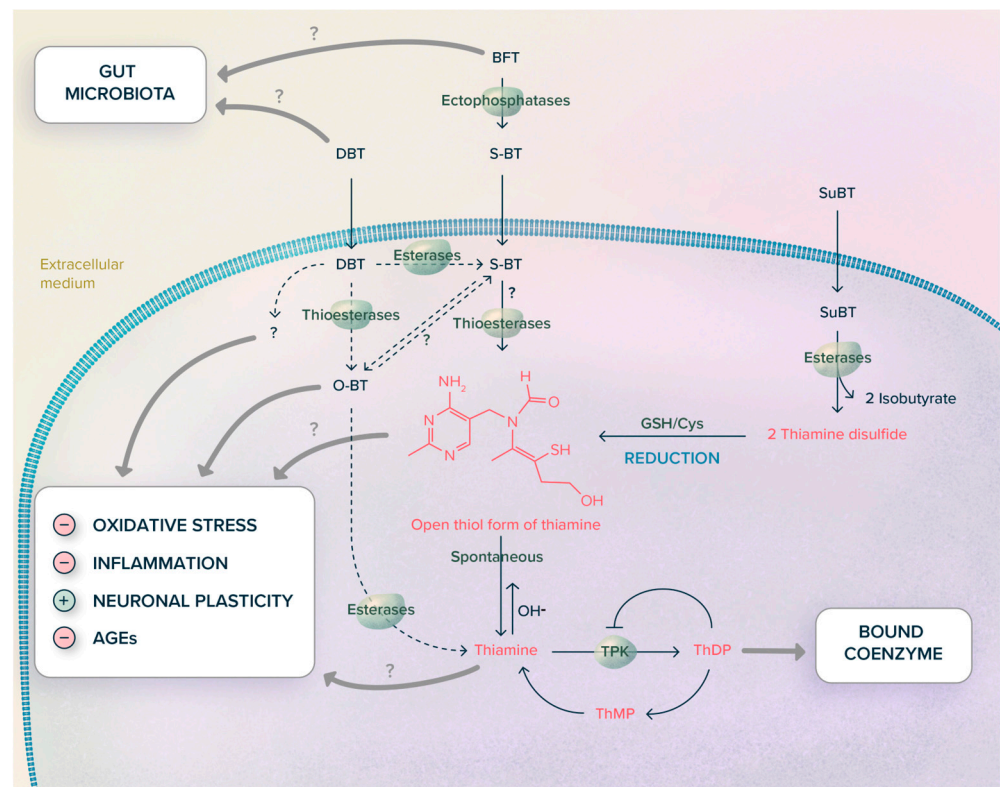 ?
BFT
GUT
MICROBIOTA
?
Ectophosphatases
DBT
S-BT
SuBT
Extracellular
medium
DBT
Esterases
S-BT
?
SuBT
Thioesterases
Thioesterases
?
?
Esterases
O-BT
2 Isobutyrate
NH2
H
N
O
N
N
SH
OH
?
GSH/Cys
REDUCTION
2 Thiamine disulfide
Open thiol form of thiamine
Spontaneous
OH-
− OXIDATIVE STRESS
− INFLAMMATION
+ NEURONAL PLASTICITY
− AGEs
Esterases
Thiamine
TPK
ThDP
BOUND
COENZYME
?
ThMP